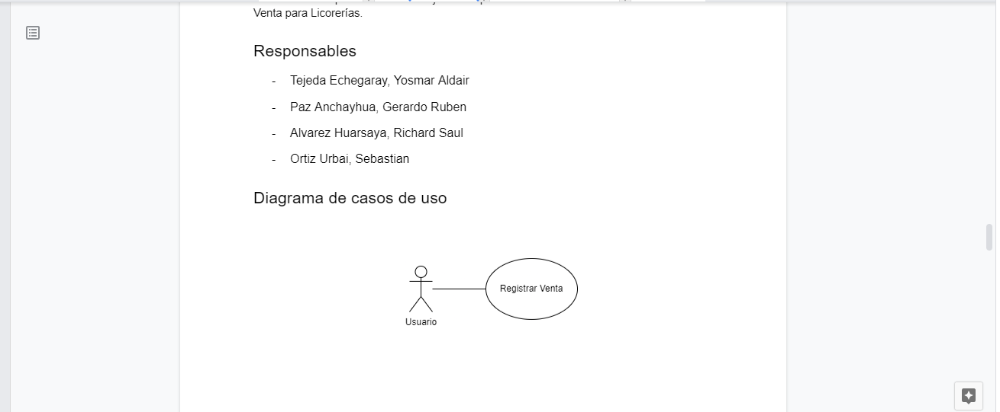 Venta para Licorerías.
Responsables
- Tejeda Echegaray, Yosmar Aldair
- Paz Anchayhua, Gerardo Ruben
- Alvarez Huarsaya, Richard Saul
- Ortiz Urbai, Sebastian
Diagrama de casos de uso
Registrar Venta
Usuario